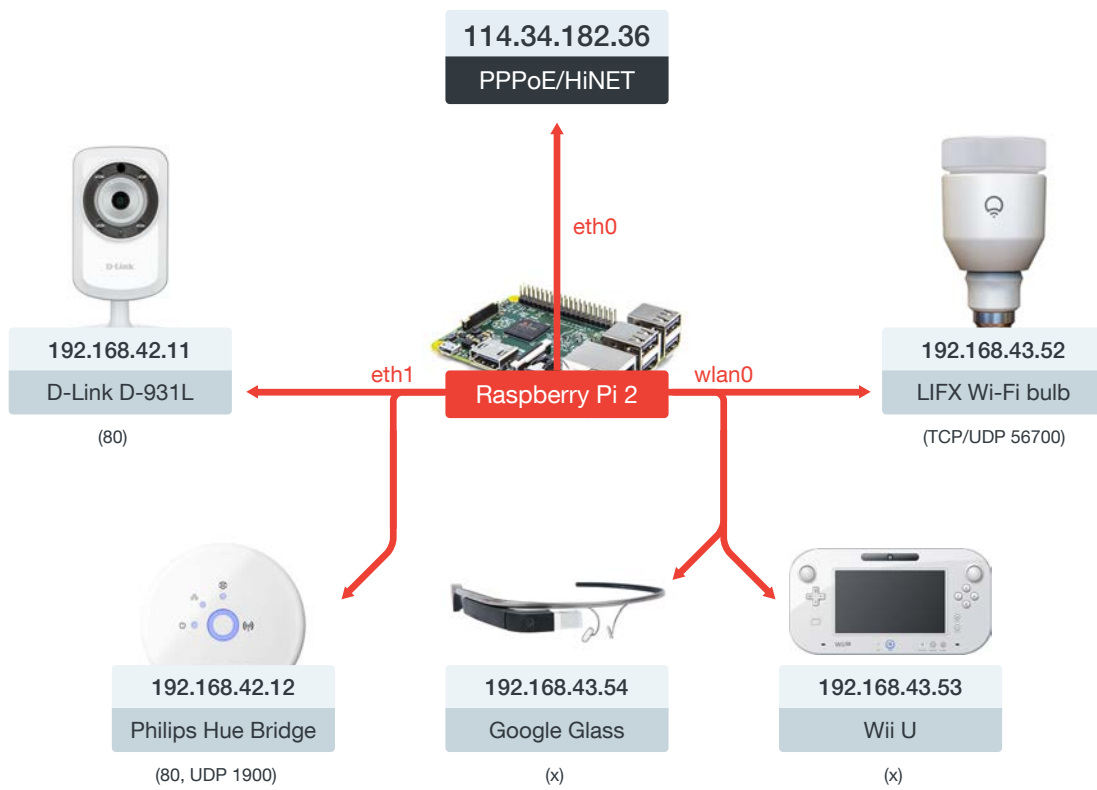 114.34.182.36
PPPoE/HiNET
eth0
D-Link
192.168.42.11
D-Link D-931L
(80)
eth1
Raspberry Pi 2
wlan0
192.168.43.52
LIFX Wi-Fi bulb
(TCP/UDP 56700)
192.168.42.12
Philips Hue Bridge
(80, UDP 1900)
192.168.43.54
Google Glass
(x)
Wii U
192.168.43.53
Wii U
(x)